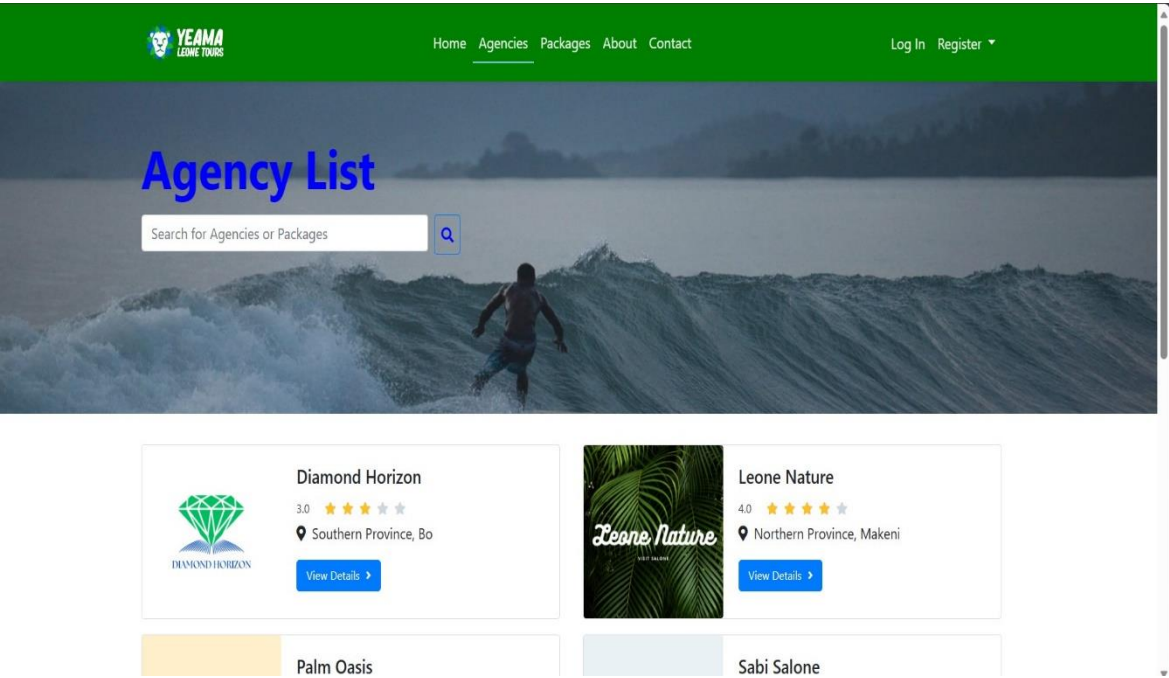 YEAMA
LEONE TOURS
Home Agencies Packages About Contact
Log In Register
Agency List
Search for Agencies or Packages
Diamond Horizon
3.0
Southern Province, Bo
View Details
DIAMOND HORIZON
Leone Nature
4.0
Northern Province, Makeni
View Details
Leone Nature
VISIT SALONE
Palm Oasis
Sabi Salone